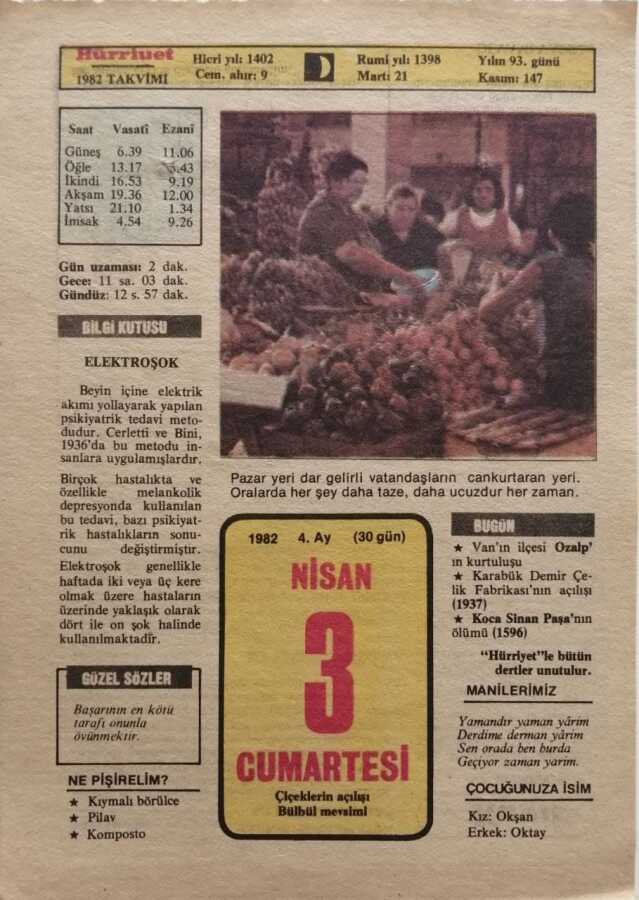 Hürriyet
1982 TAKVİMİ
Hicri yıl: 1402
Cem. ahır: 9
Rumi yıl: 1398
Mart: 21
Yılın 93. günü
Kasım: 147
Saat Vasatî Ezanî
Güneş 6.39 11.06
Öğle 13.17 5.43
İkindi 16.53 9.19
Akşam 19.36 12.00
Yatsı 21.10 1.34
İmsak 4.54 9.26
Gün uzaması: 2 dak.
Gece: 11 sa. 03 dak.
Gündüz: 12 s. 57 dak.
BİLGİ KUTUSU
ELEKTROŞOK
Beyin içine elektrik
akımı yollayarak yapılan
psikiyatrik tedavi meto-
dudur. Cerletti ve Bini,
1936'da bu metodu in-
sanlara uygulamışlardır.
Birçok hastalıkta ve
özellikle melankolik
depresyonda kullanılan
bu tedavi, bazı psikiyat-
rik hastalıkların sonu-
cunu değiştirmiştir.
Elektroşok genellikle
haftada iki veya üç kere
olmak üzere hastaların
üzerinde yaklaşık olarak
dört ile on şok halinde
kullanılmaktadır.
GÜZEL SÖZLER
Başarının en kötü
tarafı onunla
övünmektir.
NE PİŞİRELİM?
★ Kıymalı börülce
★ Pilav
★ Komposto
Pazar yeri dar gelirli vatandaşların cankurtaran yeri.
Oralarda her şey daha taze, daha ucuzdur her zaman.
1982 4. Ay (30 gün)
NİSAN
3
CUMARTESİ
Çiçeklerin açılışı
Bülbül mevsimi
BUGÜN
★ Van'ın ilçesi Ozalp'
ın kurtuluşu
★ Karabük Demir Çe-
lik Fabrikası'nın açılışı
(1937)
★ Koca Sinan Paşa'nın
ölümü (1596)
"Hürriyet"le bütün
dertler unutulur.
MANİLERİMİZ
Yamandır yaman yârim
Derdime derman yârim
Sen orada ben burda
Geçiyor zaman yarim.
ÇOCUĞUNUZA İSİM
Kız: Okşan
Erkek: Oktay